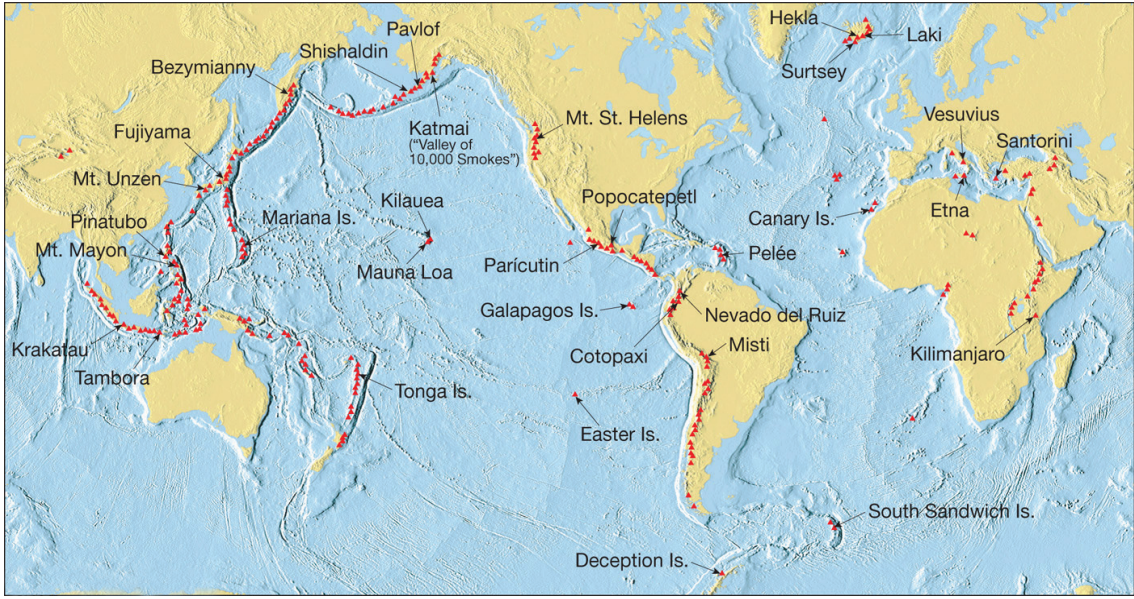 Hekla
Laki
Surtsey
Pavlof
Shishaldin
Bezymianny
Katmai
("Valley of
10,000 Smokes")
Mt. St. Helens
Fujiyama
Vesuvius
Santorini
Mt. Unzen
Popocatepetl
Kilauea
Etna
Pinatubo
Mariana Is.
Canary Is.
Mt. Mayon
Mauna Loa
Parícutin
Pelée
Galapagos Is.
Nevado del Ruiz
Krakatau
Cotopaxi
Misti
Kilimanjaro
Tambora
Tonga Is.
Easter Is.
South Sandwich Is.
Deception Is.